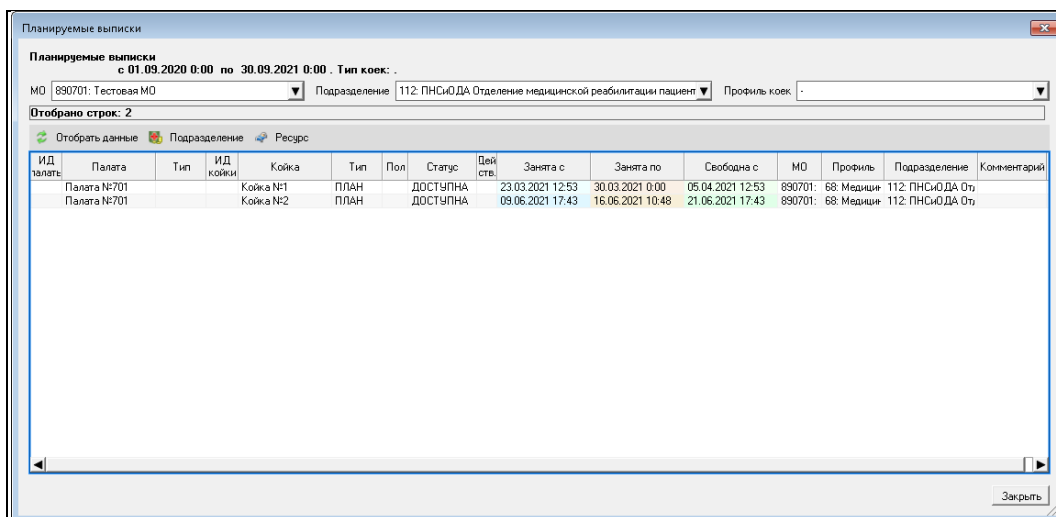 Планируемые выписки
Планируемые выписки
с 01.09.2020 0:00 по 30.09.2021 0:00 . Тип коек: .
МО 890701: Тестовая МО Подразделение 112: ПНСиОДА Отделение медицинской реабилитации пациент Профиль коек -
Отобрано строк: 2
Отобрать данные Подразделение Ресурс
ИД палаты Палата Тип ИД койки Койка Тип Пол Статус Дей ств. Занята с Занята по Свободна с МО Профиль Подразделение Комментарий
Палата №701 Койка №1 ПЛАН ДОСТУПНА 23.03.2021 12:53 30.03.2021 0:00 05.04.2021 12:53 890701: 68: Медицин 112: ПНСиОДА От
Палата №701 Койка №2 ПЛАН ДОСТУПНА 09.06.2021 17:43 16.06.2021 10:48 21.06.2021 17:43 890701: 68: Медицин 112: ПНСиОДА От
Закрыть